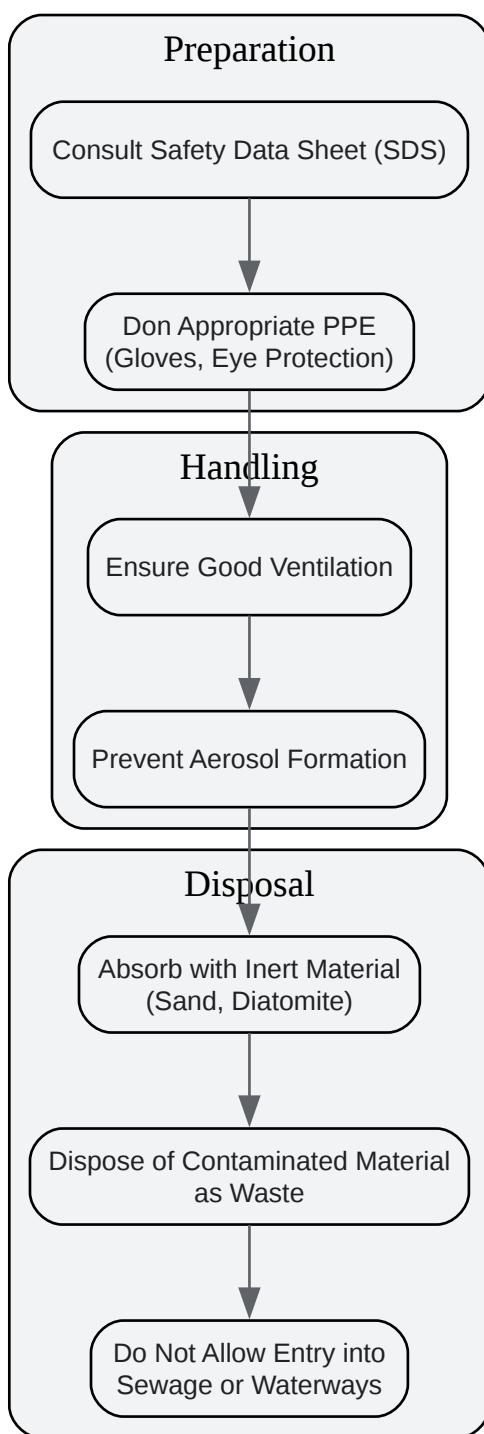 Preparation
Consult Safety Data Sheet (SDS)
Don Appropriate PPE
(Gloves, Eye Protection)
Handling
Ensure Good Ventilation
Prevent Aerosol Formation
Disposal
Absorb with Inert Material
(Sand, Diatomite)
Dispose of Contaminated Material
as Waste
Do Not Allow Entry into
Sewage or Waterways